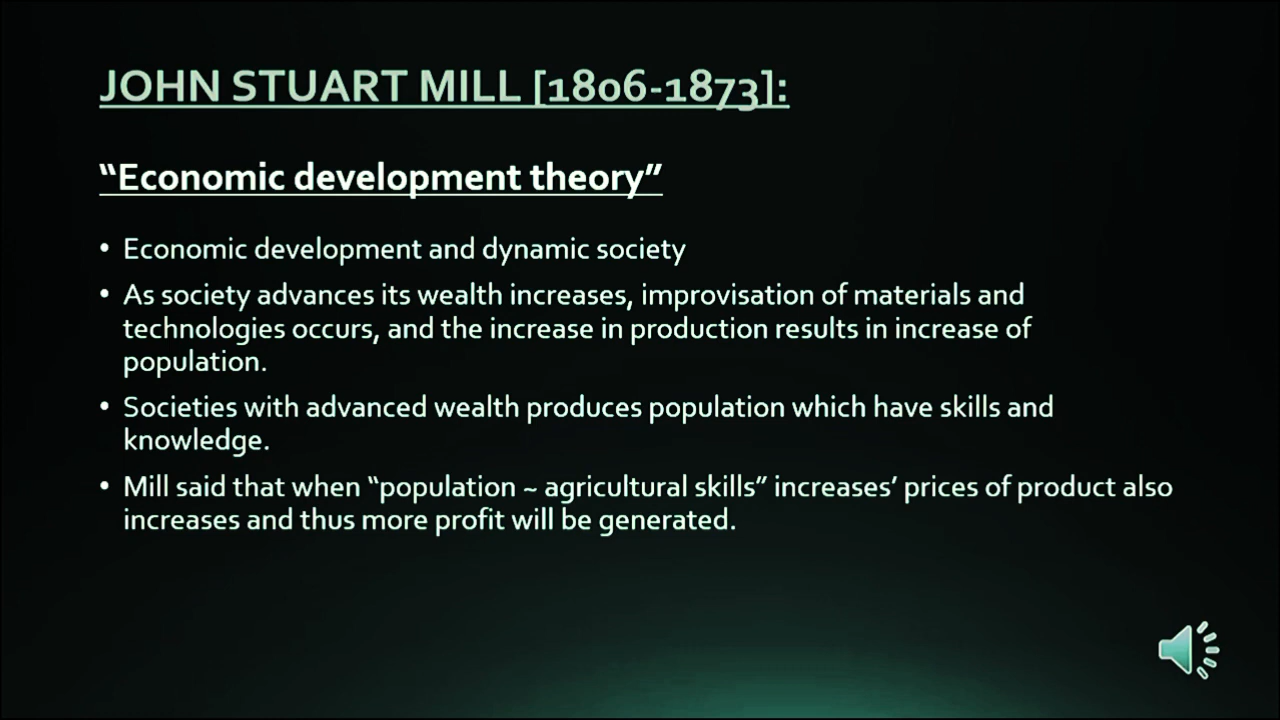 JOHN STUART MILL [1806-1873]:
“Economic development theory”
• Economic development and dynamic society
• As society advances its wealth increases, improvisation of materials and
technologies occurs, and the increase in production results in increase of
population.
• Societies with advanced wealth produces population which have skills and
knowledge.
• Mill said that when “population ~ agricultural skills” increases’ prices of product also
increases and thus more profit will be generated.